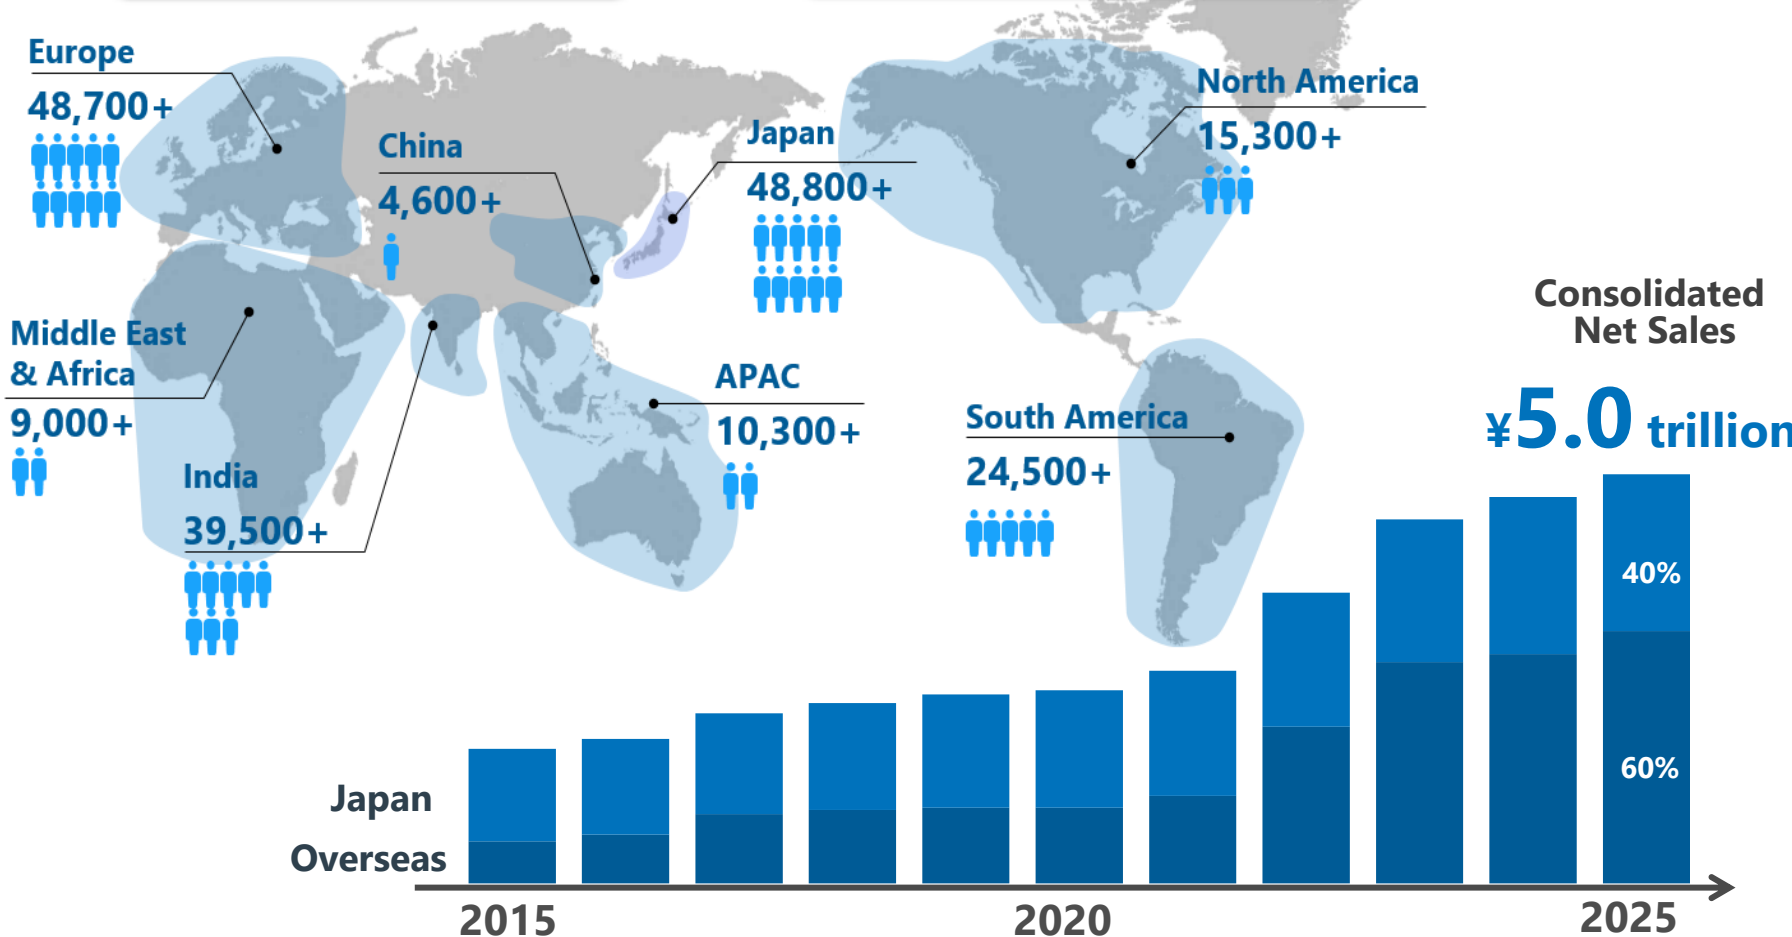 Europe
48,700+
China
4,600+
Japan
48,800+
North America
15,300+
Middle East
& Africa
9,000+
India
39,500+
APAC
10,300+
South America
24,500+
Consolidated
Net Sales
¥5.0 trillion
40%
60%
Japan
Overseas
2015
2020
2025